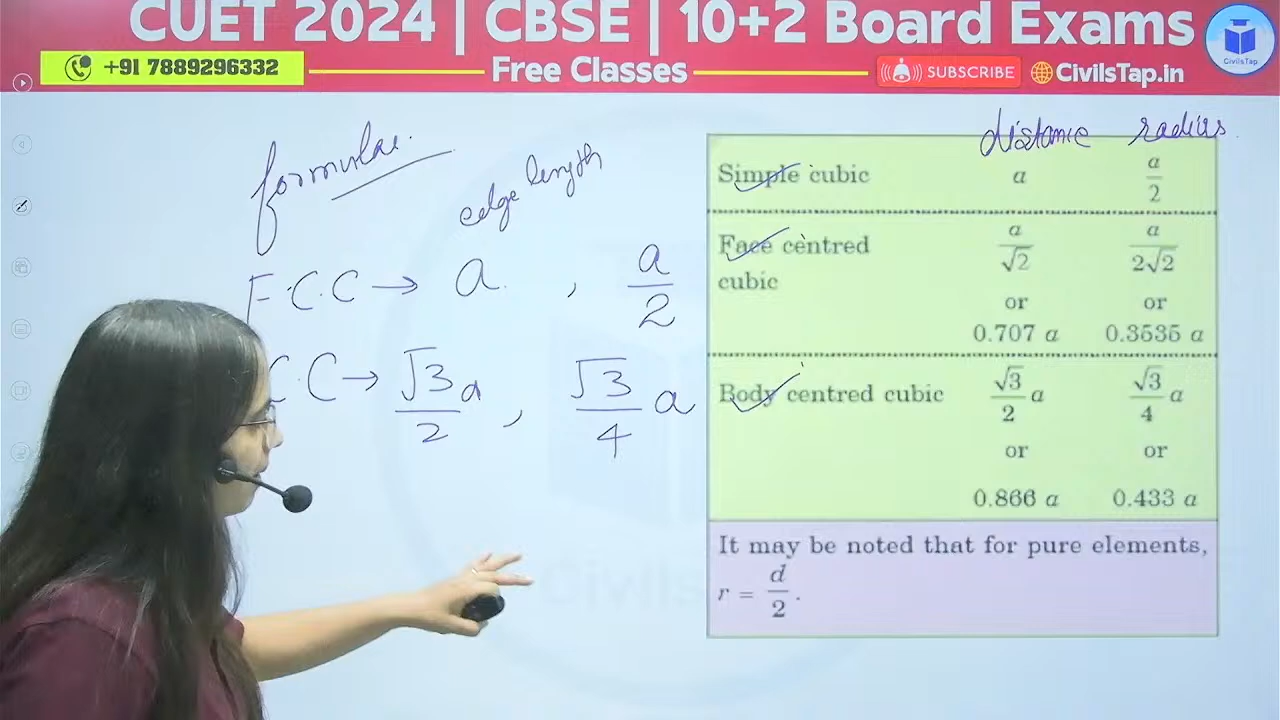 CUET 2024 | CBSE | 10+2 Board Exams
+91 7889296332
Free Classes
SUBSCRIBE
CivilsTap.in
CivilsTap
formulae.
edge length
F.C.C → a. , a/2
C.C → √3/2 a , √3/4 a
distance radius.
Simple cubic a a/2
Face centred a/√2 a/2√2
cubic
or or
0.707 a 0.3535 a
Body centred cubic √3/2 a √3/4 a
or or
0.866 a 0.433 a
It may be noted that for pure elements,
r = d/2 .